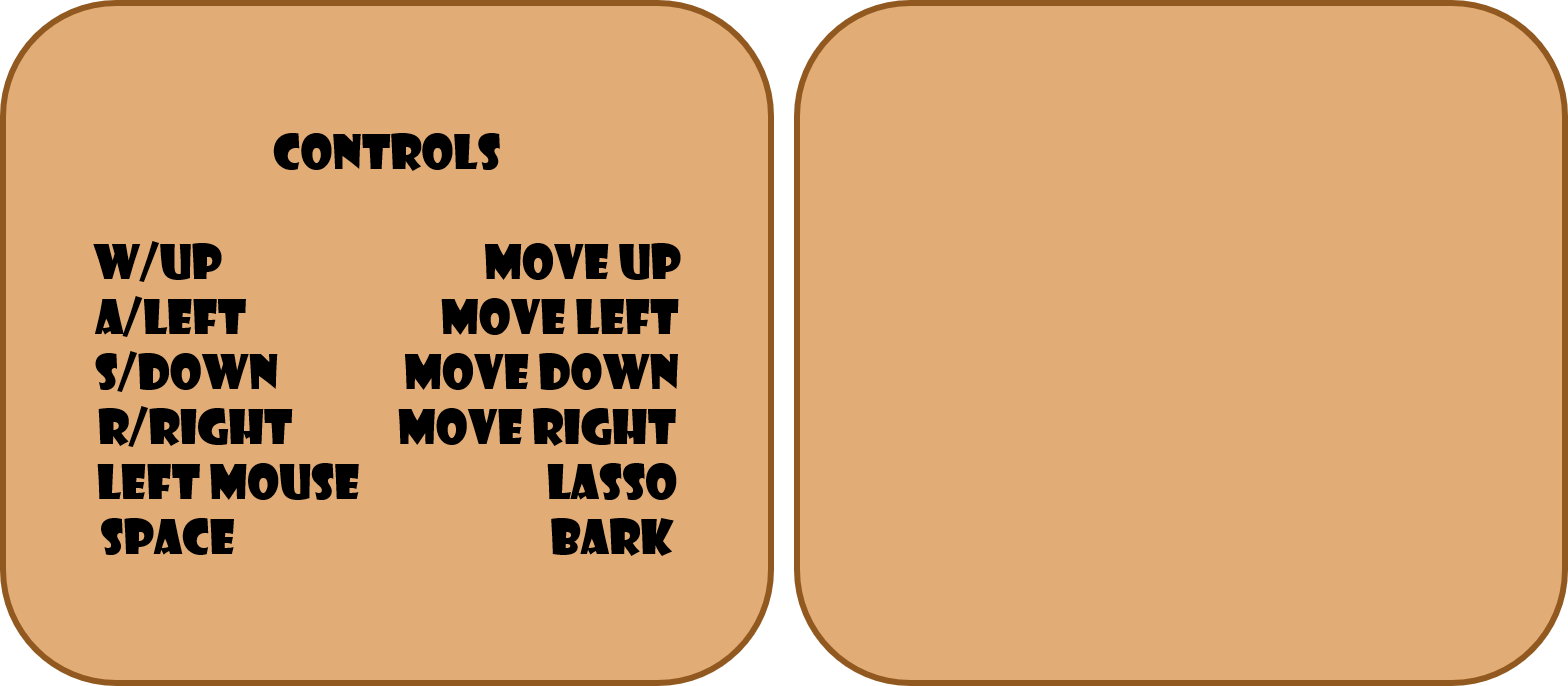 CONTROLS
W/UP MOVE UP
A/LEFT MOVE LEFT
S/DOWN MOVE DOWN
R/RIGHT MOVE RIGHT
LEFT MOUSE LASSO
SPACE BARK